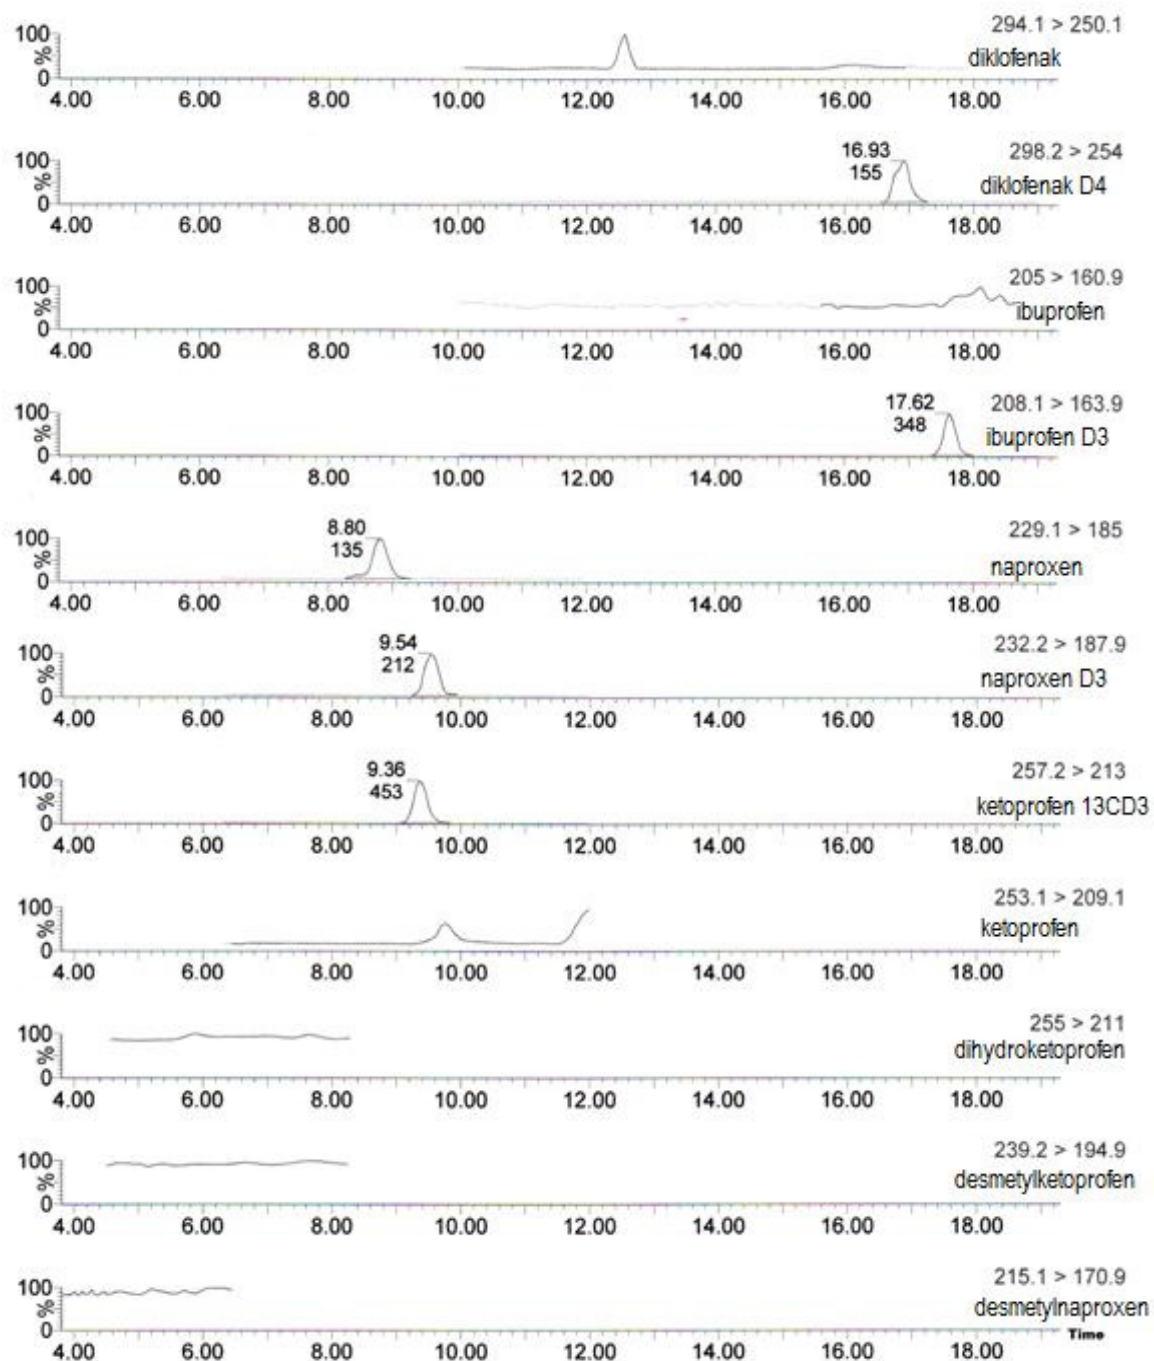 294.1 > 250.1
100
%
diklofenak
0
4.00 6.00 8.00 10.00 12.00 14.00 16.00 18.00
16.93
298.2 > 254
100
155
%
diklofenak D4
0
4.00 6.00 8.00 10.00 12.00 14.00 16.00 18.00
205 > 160.9
100
%
ibuprofen
0
4.00 6.00 8.00 10.00 12.00 14.00 16.00 18.00
17.62
208.1 > 163.9
100
348
%
ibuprofen D3
0
4.00 6.00 8.00 10.00 12.00 14.00 16.00 18.00
8.80
229.1 > 185
100
135
%
naproxen
0
4.00 6.00 8.00 10.00 12.00 14.00 16.00 18.00
9.54
232.2 > 187.9
100
212
%
naproxen D3
0
4.00 6.00 8.00 10.00 12.00 14.00 16.00 18.00
9.36
257.2 > 213
100
453
%
ketoprofen 13CD3
0
4.00 6.00 8.00 10.00 12.00 14.00 16.00 18.00
253.1 > 209.1
100
%
ketoprofen
0
4.00 6.00 8.00 10.00 12.00 14.00 16.00 18.00
255 > 211
100
%
dihydroketoprofen
0
4.00 6.00 8.00 10.00 12.00 14.00 16.00 18.00
239.2 > 194.9
100
%
desmetylketoprofen
0
4.00 6.00 8.00 10.00 12.00 14.00 16.00 18.00
215.1 > 170.9
100
%
desmetylnaproxen
0
Time
4.00 6.00 8.00 10.00 12.00 14.00 16.00 18.00